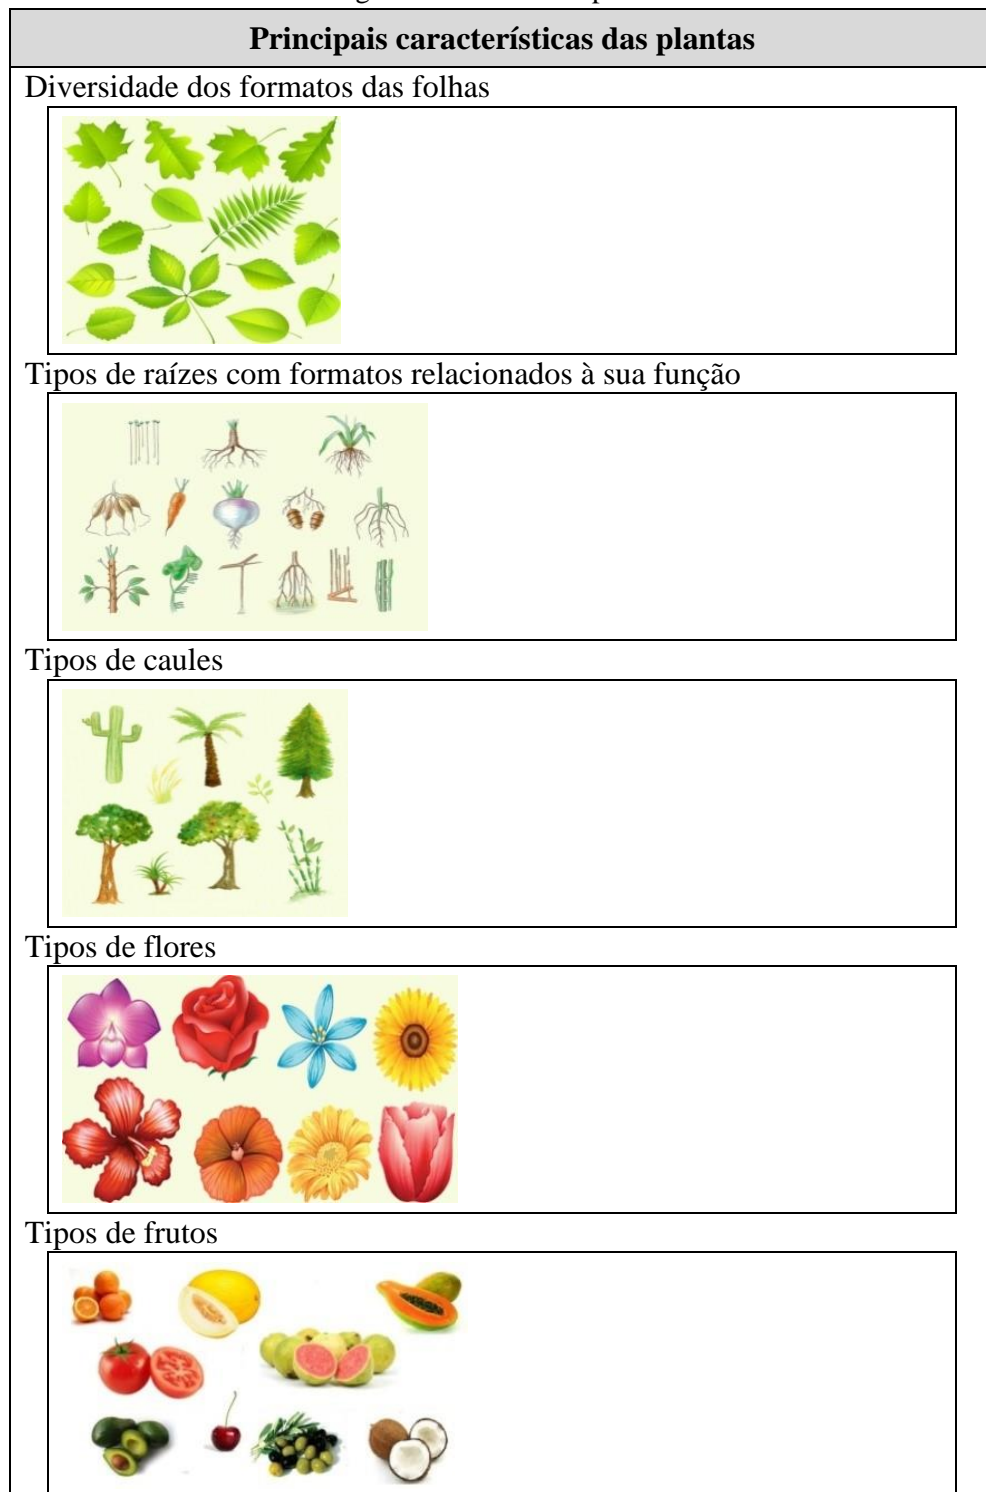 Principais características das plantas
Diversidade dos formatos das folhas
Tipos de raízes com formatos relacionados à sua função
Tipos de caules
Tipos de flores
Tipos de frutos